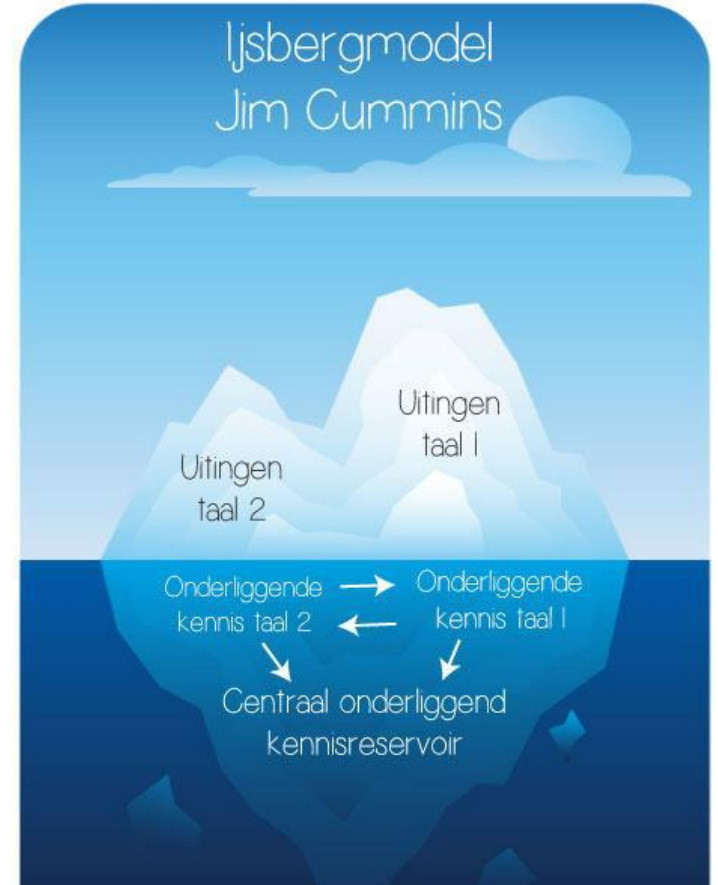 Ijsbergmodel
Jim Cummins
Uitingen
taal 1
Uitingen
taal 2
Onderliggende
kennis taal 2
Onderliggende
kennis taal 1
Centraal onderliggend
kennisreservoir